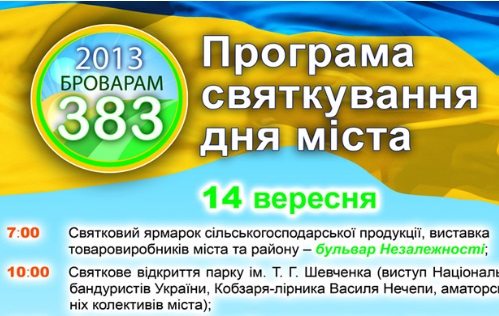 2013
БРОВАРАМ
383
Програма
святкування
дня міста
14 вересня
7:00 Святковий ярмарок сільськогосподарської продукції, виставка
товаровиробників міста та району – бульвар Незалежності;
10:00 Святкове відкриття парку ім. Т. Г. Шевченка (виступ Національ
бандуристів України, Кобзаря-лірника Василя Нечепи, аматорс
ніх колективів міста);